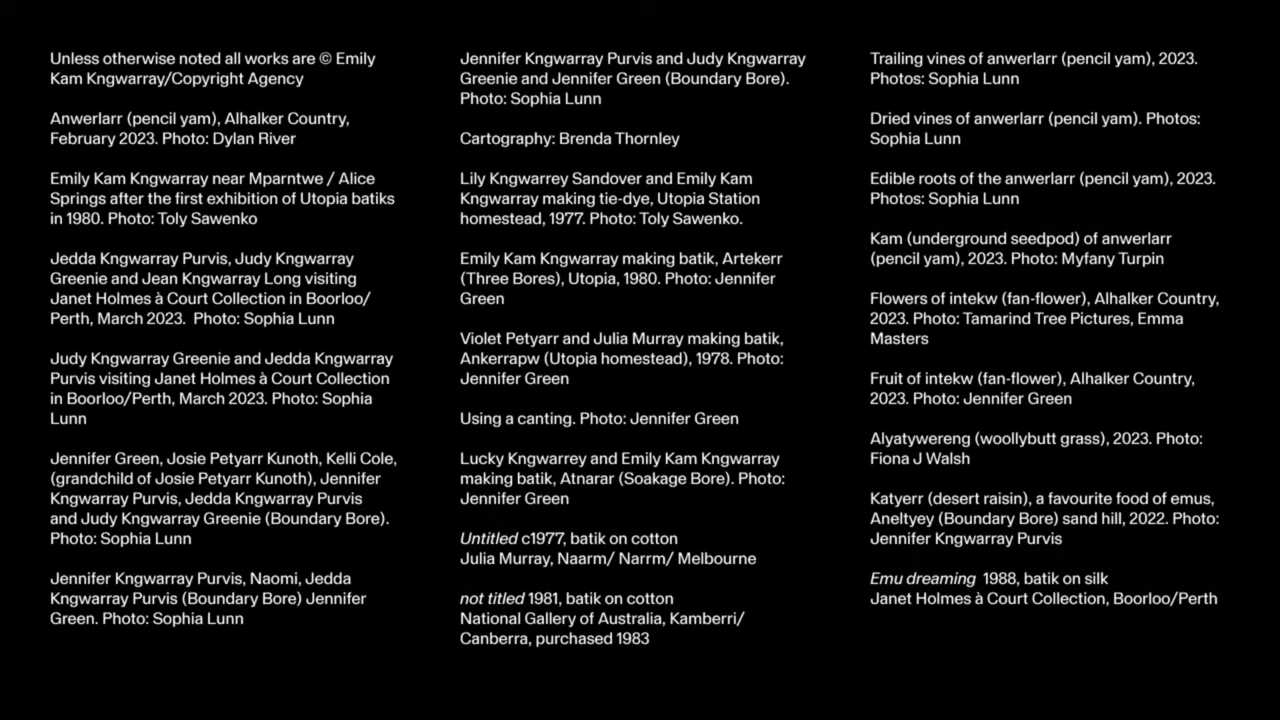 Unless otherwise noted all works are © Emily
Kam Kngwarray/Copyright Agency
Anwerlarr (pencil yam), Alhalker Country,
February 2023. Photo: Dylan River
Emily Kam Kngwarray near Mparntwe / Alice
Springs after the first exhibition of Utopia batiks
in 1980. Photo: Toly Sawenko
Jedda Kngwarray Purvis, Judy Kngwarray
Greenie and Jean Kngwarray Long visiting
Janet Holmes à Court Collection in Boorloo/
Perth, March 2023.  Photo: Sophia Lunn
Judy Kngwarray Greenie and Jedda Kngwarray
Purvis visiting Janet Holmes à Court Collection
in Boorloo/Perth, March 2023. Photo: Sophia
Lunn
Jennifer Green, Josie Petyarr Kunoth, Kelli Cole,
(grandchild of Josie Petyarr Kunoth), Jennifer
Kngwarray Purvis, Jedda Kngwarray Purvis
and Judy Kngwarray Greenie (Boundary Bore).
Photo: Sophia Lunn
Jennifer Kngwarray Purvis, Naomi, Jedda
Kngwarray Purvis (Boundary Bore) Jennifer
Green. Photo: Sophia Lunn
Jennifer Kngwarray Purvis and Judy Kngwarray
Greenie and Jennifer Green (Boundary Bore).
Photo: Sophia Lunn
Cartography: Brenda Thornley
Lily Kngwarrey Sandover and Emily Kam
Kngwarray making tie-dye, Utopia Station
homestead, 1977. Photo: Toly Sawenko.
Emily Kam Kngwarray making batik, Artekerr
(Three Bores), Utopia, 1980. Photo: Jennifer
Green
Violet Petyarr and Julia Murray making batik,
Ankerrapw (Utopia homestead), 1978. Photo:
Jennifer Green
Using a canting. Photo: Jennifer Green
Lucky Kngwarrey and Emily Kam Kngwarray
making batik, Atnarar (Soakage Bore). Photo:
Jennifer Green
Untitled c1977, batik on cotton
Julia Murray, Naarm/ Narrm/ Melbourne
not titled 1981, batik on cotton
National Gallery of Australia, Kamberri/
Canberra, purchased 1983
Trailing vines of anwerlarr (pencil yam), 2023.
Photos: Sophia Lunn
Dried vines of anwerlarr (pencil yam). Photos:
Sophia Lunn
Edible roots of the anwerlarr (pencil yam), 2023.
Photos: Sophia Lunn
Kam (underground seedpod) of anwerlarr
(pencil yam), 2023. Photo: Myfany Turpin
Flowers of intekw (fan-flower), Alhalker Country,
2023. Photo: Tamarind Tree Pictures, Emma
Masters
Fruit of intekw (fan-flower), Alhalker Country,
2023. Photo: Jennifer Green
Alyatywereng (woollybutt grass), 2023. Photo:
Fiona J Walsh
Katyerr (desert raisin), a favourite food of emus,
Aneltyey (Boundary Bore) sand hill, 2022. Photo:
Jennifer Kngwarray Purvis
Emu dreaming  1988, batik on silk
Janet Holmes à Court Collection, Boorloo/Perth